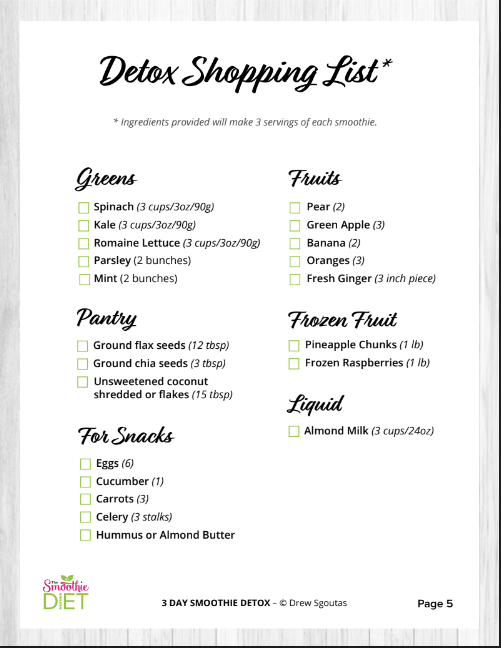 Detox Shopping List*
* Ingredients provided will make 3 servings of each smoothie.
Greens
Spinach (3 cups/3oz/90g)
Kale (3 cups/3oz/90g)
Romaine Lettuce (3 cups/3oz/90g)
Parsley (2 bunches)
Mint (2 bunches)
Pantry
Ground flax seeds (12 tbsp)
Ground chia seeds (3 tbsp)
Unsweetened coconut
shredded or flakes (15 tbsp)
For Snacks
Eggs (6)
Cucumber (1)
Carrots (3)
Celery (3 stalks)
Hummus or Almond Butter
Fruits
Pear (2)
Green Apple (3)
Banana (2)
Oranges (3)
Fresh Ginger (3 inch piece)
Frozen Fruit
Pineapple Chunks (1 lb)
Frozen Raspberries (1 lb)
Liquid
Almond Milk (3 cups/24oz)
The
Smoothie
DIET
3 DAY SMOOTHIE DETOX – © Drew Sgoutas
Page 5